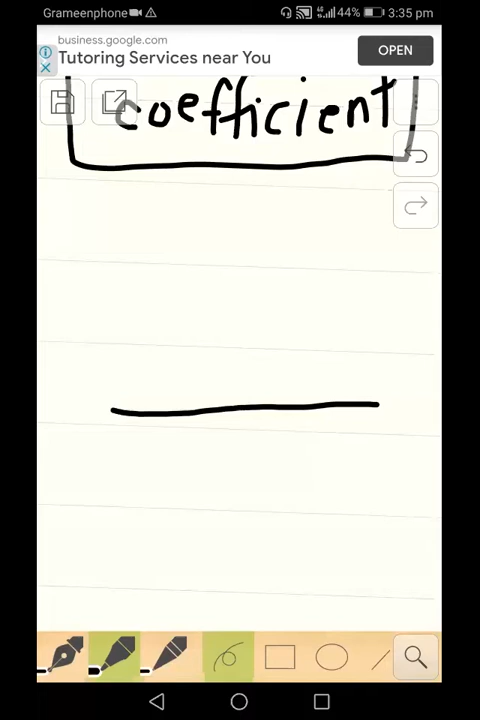 Grameenphone 44% 3:35 pm
business.google.com
Tutoring Services near You
OPEN
coefficient